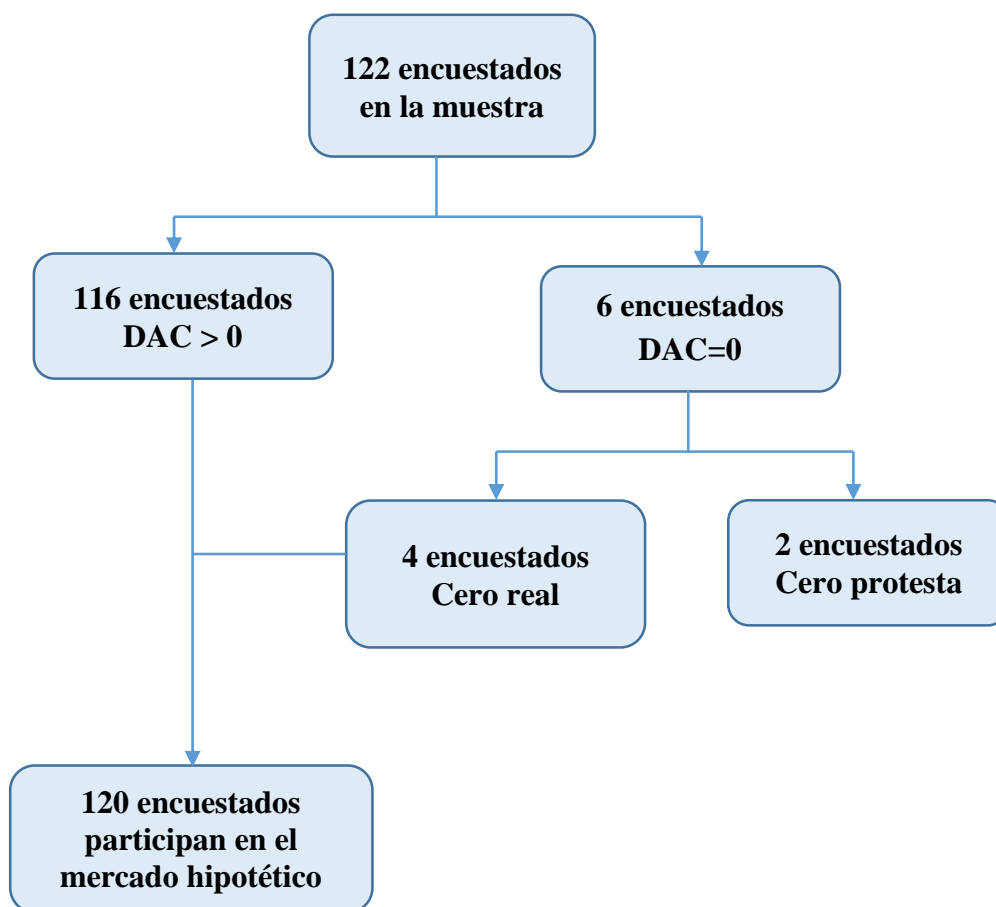 122 encuestados
en la muestra
116 encuestados
DAC > 0
6 encuestados
DAC=0
4 encuestados
Cero real
2 encuestados
Cero protesta
120 encuestados
participan en el
mercado hipotético